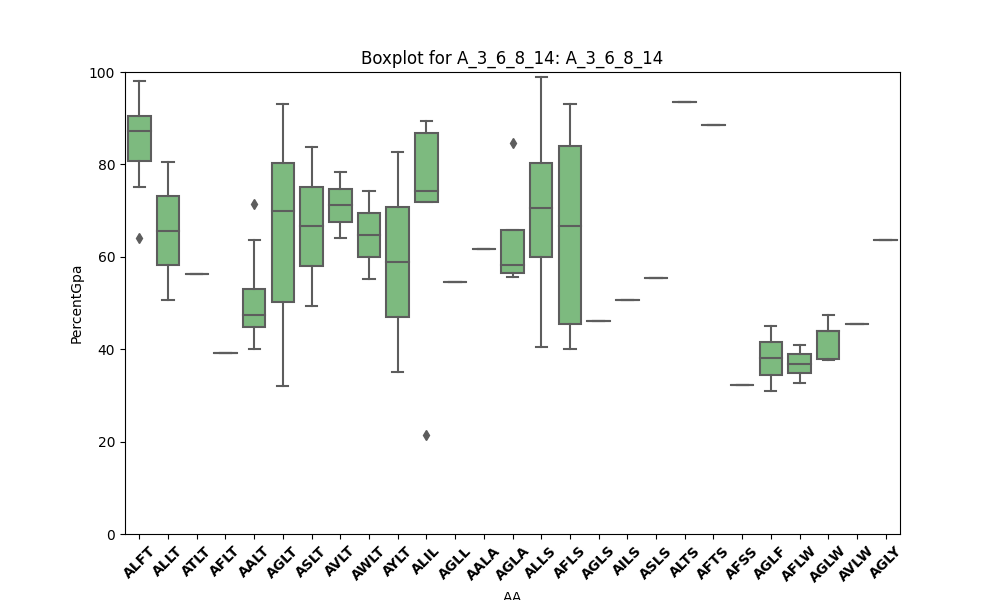 Boxplot for A_3_6_8_14: A_3_6_8_14
100
80
60
40
20
0
PercentGpa
ALFT ALLT ATLT AFLT AALT AGLT ASLT AVLT AWLT AYLT ALIL AGLL AALA AGLA ALLS AFLS AGLS AILS ASLS ALTS AFTS AFSS AGLF AFLW AGLW AVLW AGLY
AA